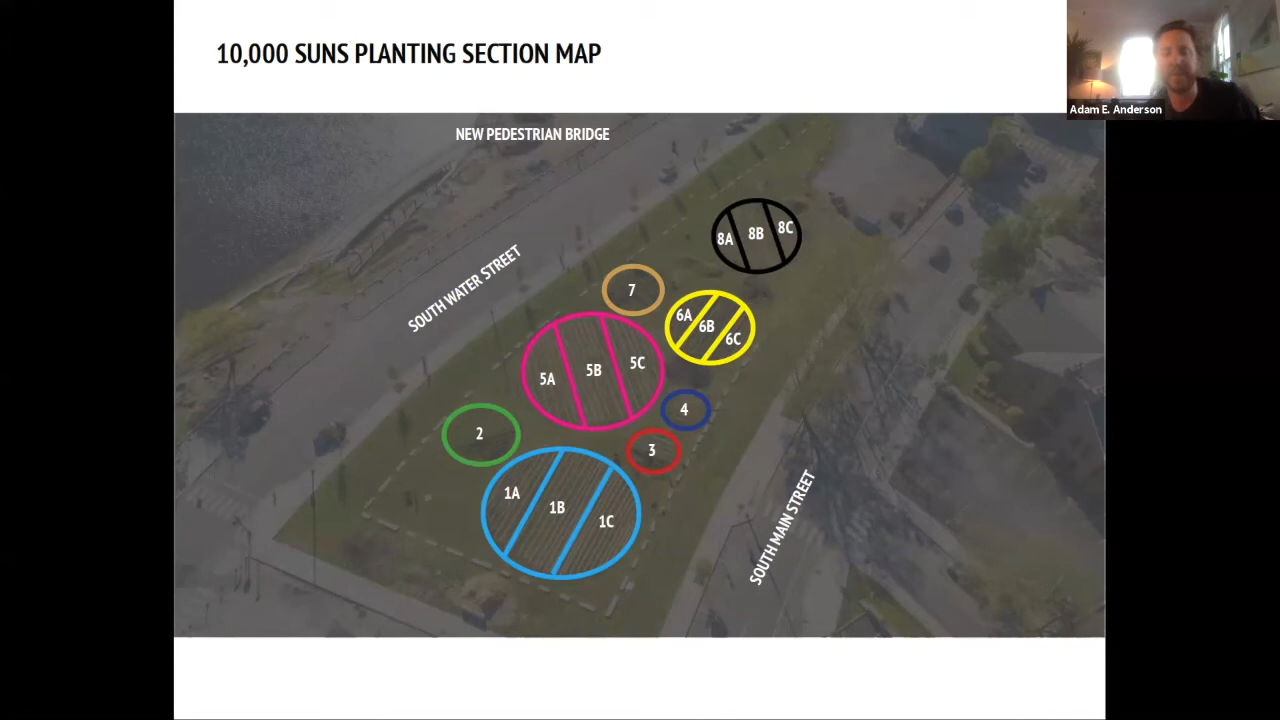 10,000 SUNS PLANTING SECTION MAP
Adam E. Anderson
NEW PEDESTRIAN BRIDGE
8A
8B
8C
SOUTH WATER STREET
7
6A
6B
6C
5A
5B
5C
4
2
3
1A
1B
1C
SOUTH MAIN STREET